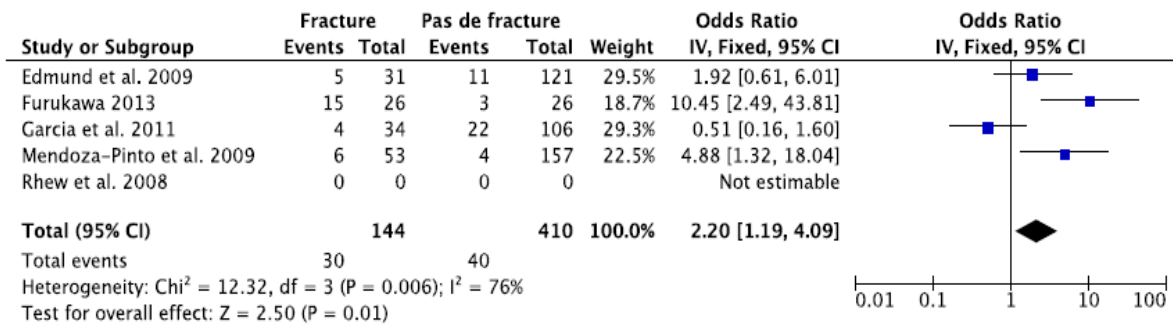 Fracture Pas de fracture Odds Ratio Odds Ratio
Study or Subgroup Events Total Events Total Weight IV, Fixed, 95% CI IV, Fixed, 95% CI
Edmund et al. 2009 5 31 11 121 29.5% 1.92 [0.61, 6.01]
Furukawa 2013 15 26 3 26 18.7% 10.45 [2.49, 43.81]
Garcia et al. 2011 4 34 22 106 29.3% 0.51 [0.16, 1.60]
Mendoza-Pinto et al. 2009 6 53 4 157 22.5% 4.88 [1.32, 18.04]
Rhew et al. 2008 0 0 0 0 Not estimable
Total (95% CI) 144 410 100.0% 2.20 [1.19, 4.09]
Total events 30 40
Heterogeneity: Chi² = 12.32, df = 3 (P = 0.006); I² = 76%
Test for overall effect: Z = 2.50 (P = 0.01)
0.01 0.1 1 10 100